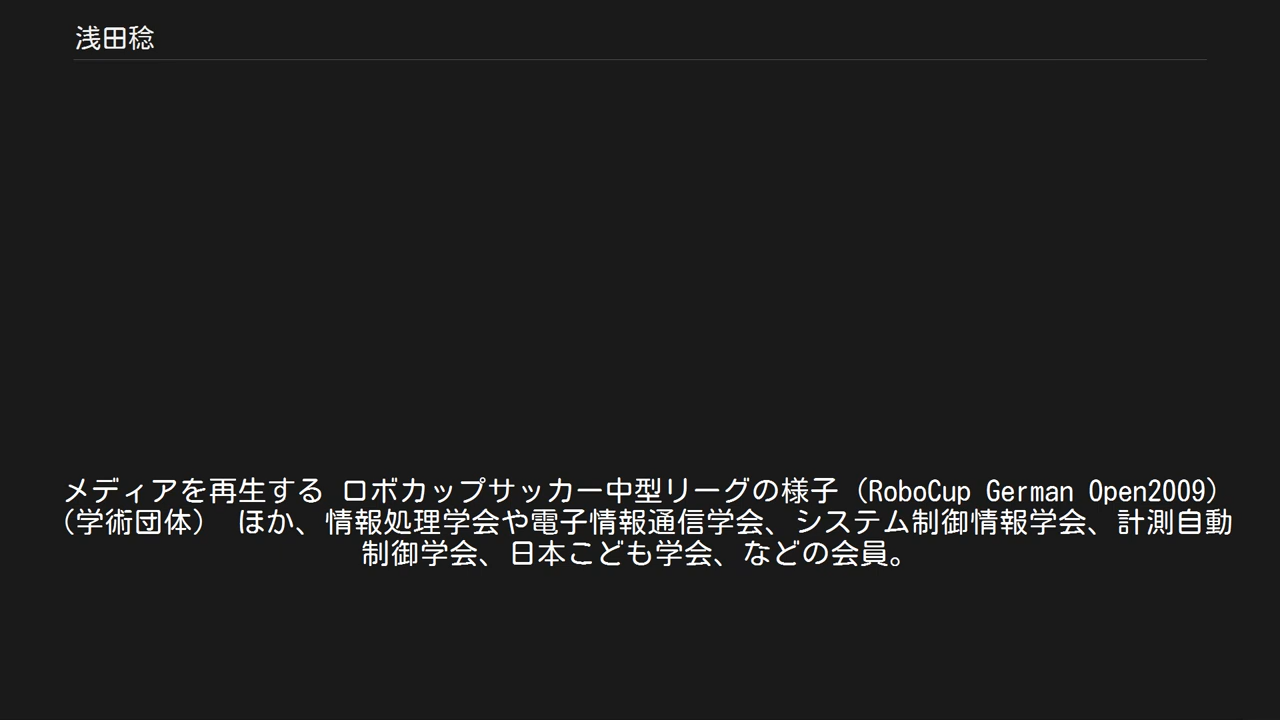 浅田稔
メディアを再生する ロボカップサッカー中型リーグの様子（RoboCup German Open2009）
（学術団体） ほか、情報処理学会や電子情報通信学会、システム制御情報学会、計測自動
制御学会、日本こども学会、などの会員。